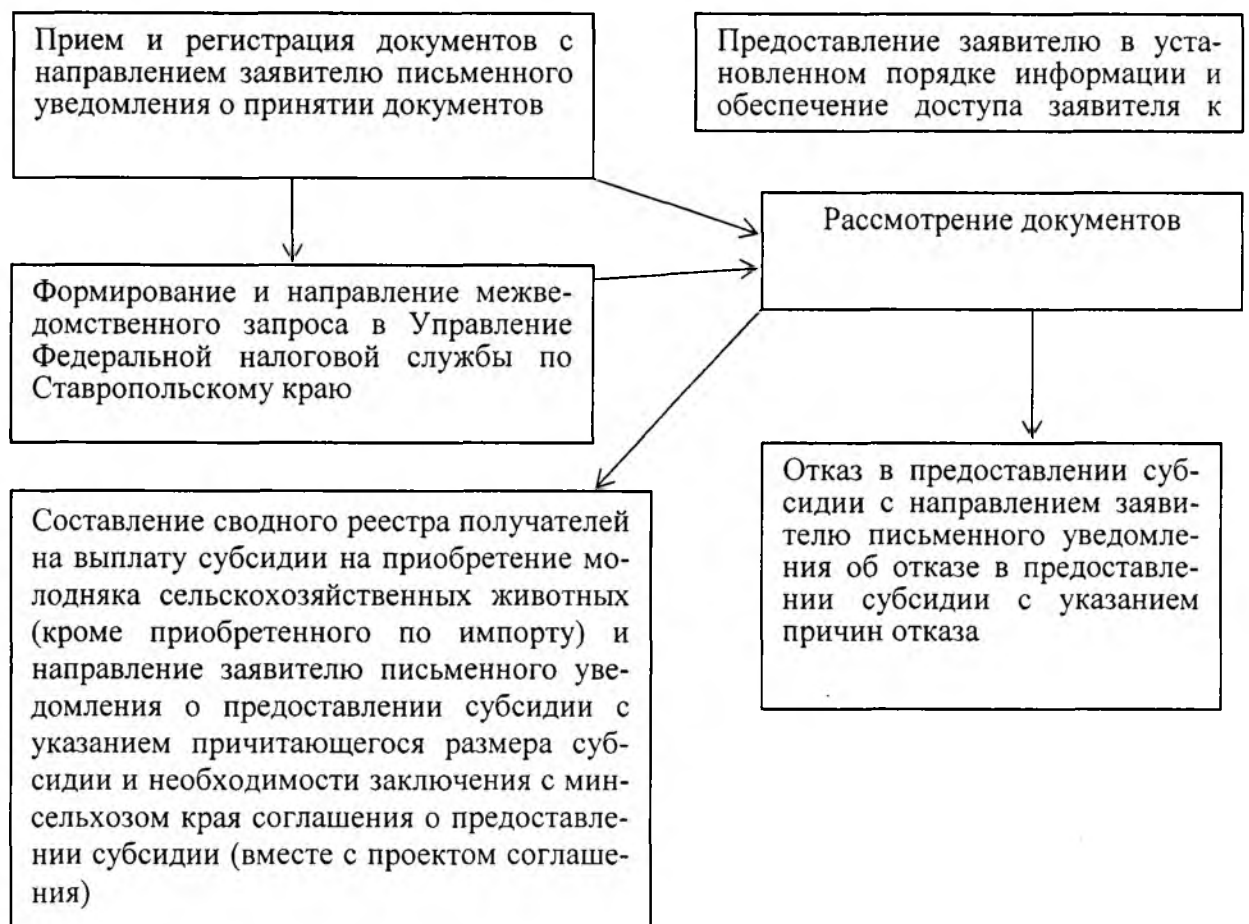 Прием и регистрация документов с
направлением заявителю письменного
уведомления о принятии документов
Предоставление заявителю в уста-
новленном порядке информации и
обеспечение доступа заявителя к
Рассмотрение документов
Формирование и направление межве-
домственного запроса в Управление
Федеральной налоговой службы по
Ставропольскому краю
Отказ в предоставлении суб-
сидии с направлением заяви-
телю письменного уведомле-
ния об отказе в предоставле-
нии субсидии с указанием
причин отказа
Составление сводного реестра получателей
на выплату субсидии на приобретение мо-
лодняка сельскохозяйственных животных
(кроме приобретенного по импорту) и
направление заявителю письменного уве-
домления о предоставлении субсидии с
указанием причитающегося размера суб-
сидии и необходимости заключения с мин-
сельхозом края соглашения о предоставле-
нии субсидии (вместе с проектом соглаше-
ния)